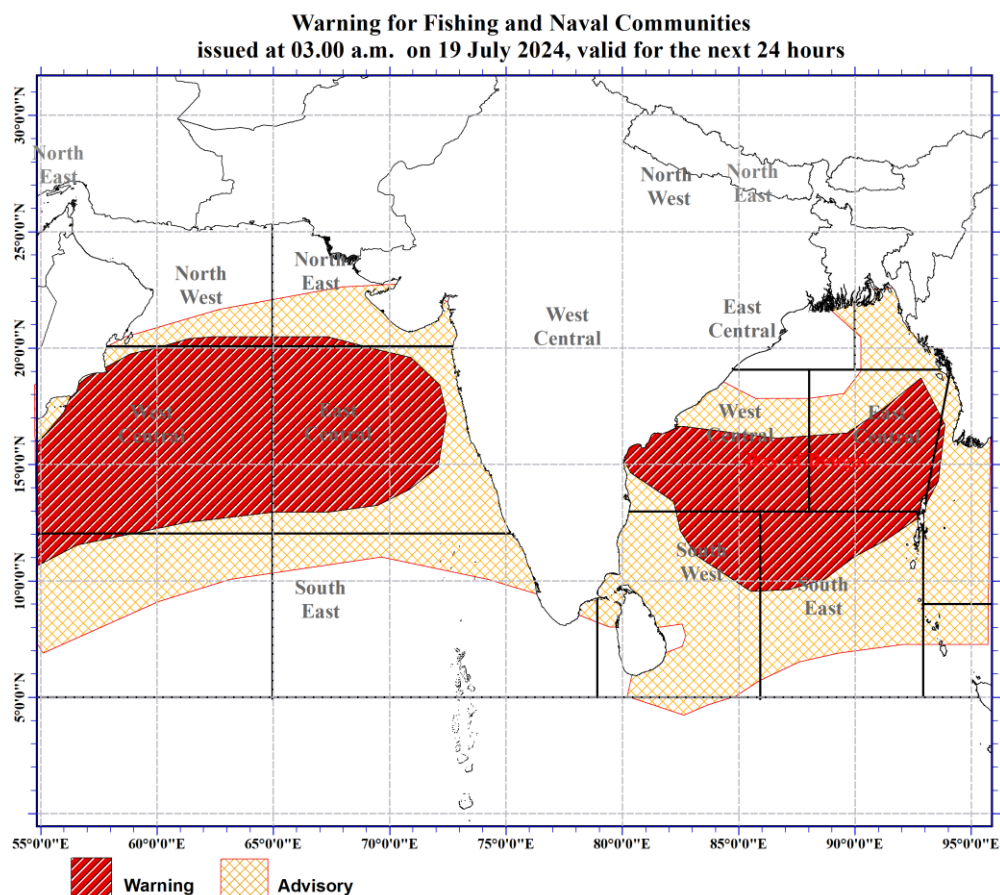 Warning for Fishing and Naval Communities
issued at 03.00 a.m. on 19 July 2024, valid for the next 24 hours
30°0'0"N
25°0'0"N
20°0'0"N
15°0'0"N
10°0'0"N
5°0'0"N
North
East
North
West
North
East
North
West
North
East
West
Central
East
Central
West
Central
East
Central
West
Central
East
Central
South
West
South
East
South
East
55°0'0"E
60°0'0"E
65°0'0"E
70°0'0"E
75°0'0"E
80°0'0"E
85°0'0"E
90°0'0"E
95°0'0"E
Warning
Advisory